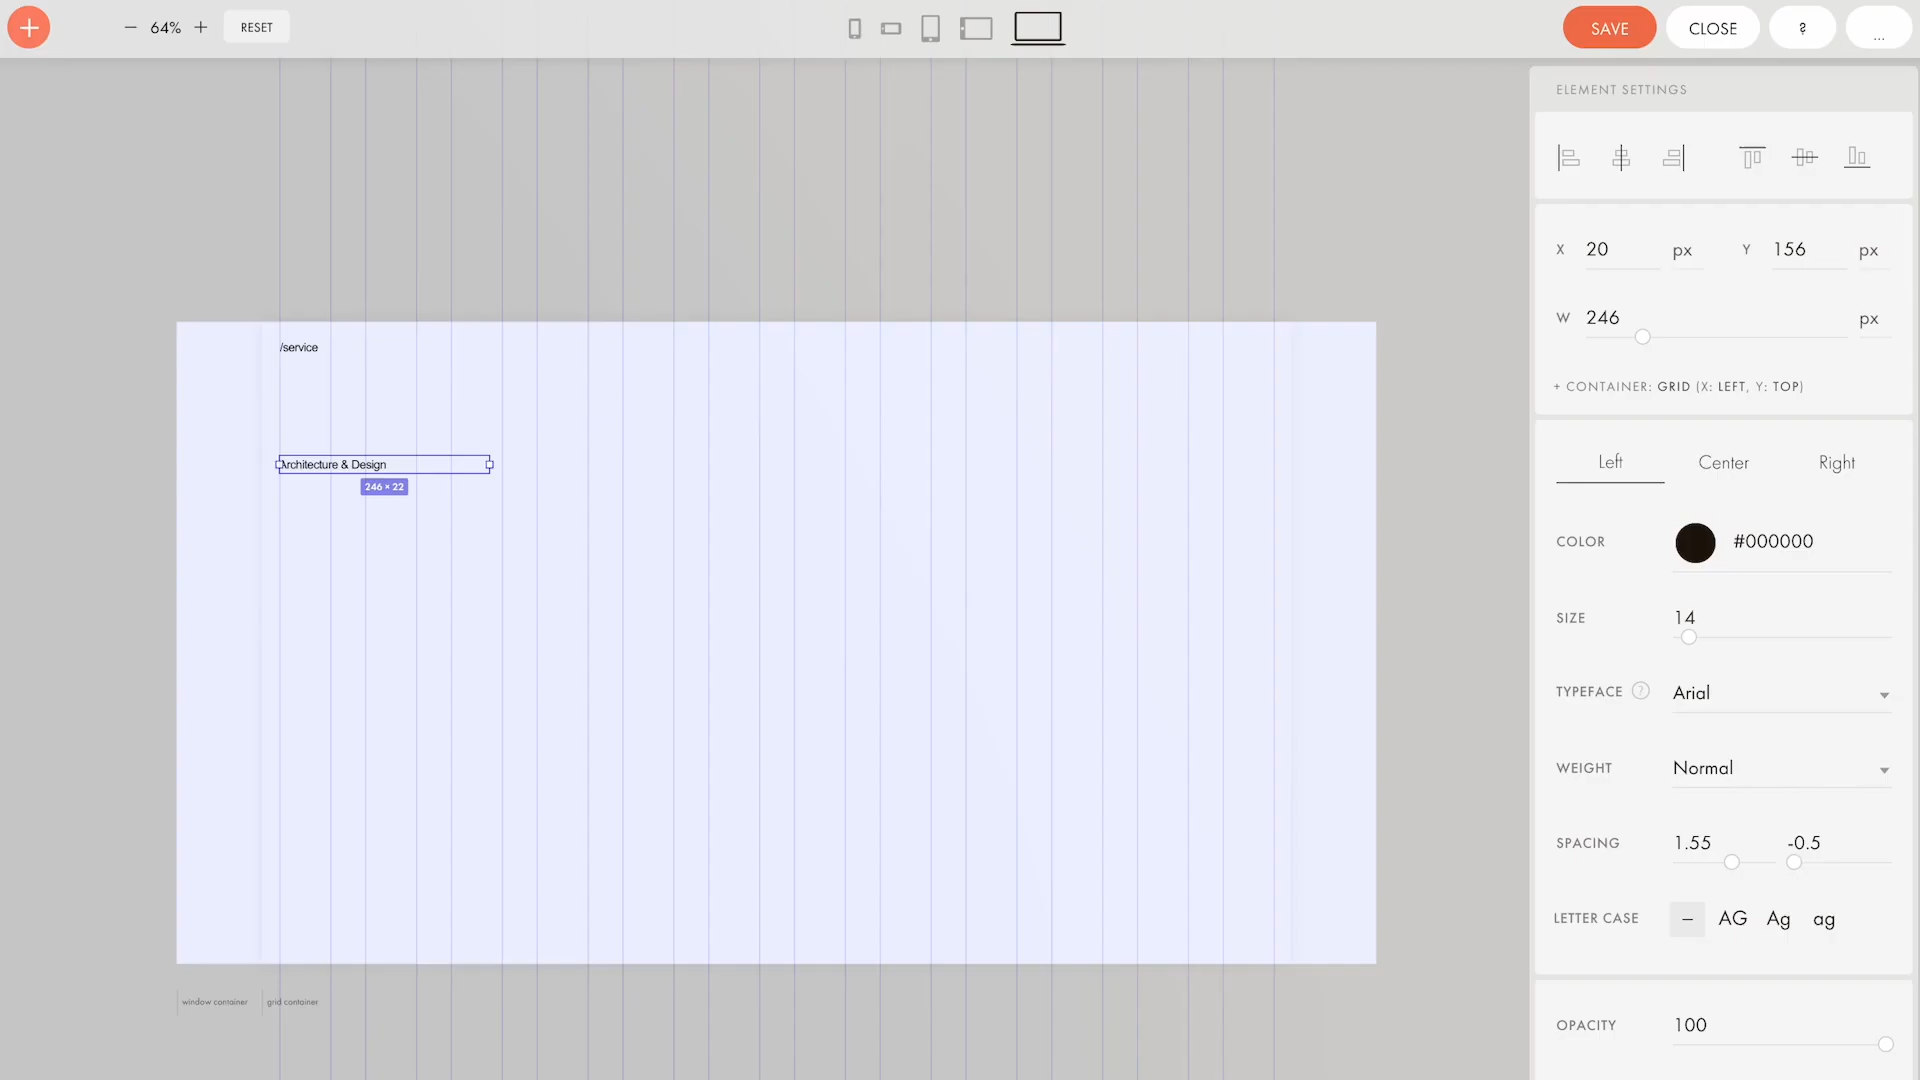 64%
RESET
SAVE
CLOSE
?
...
ELEMENT SETTINGS
X 20 px Y 156 px
W 246 px
+ CONTAINER: GRID (X: LEFT, Y: TOP)
/service
Architecture & Design
246 × 22
Left Center Right
COLOR #000000
SIZE 14
TYPEFACE ? Arial
WEIGHT Normal
SPACING 1.55 -0.5
LETTER CASE – AG Ag ag
window container grid container
OPACITY 100